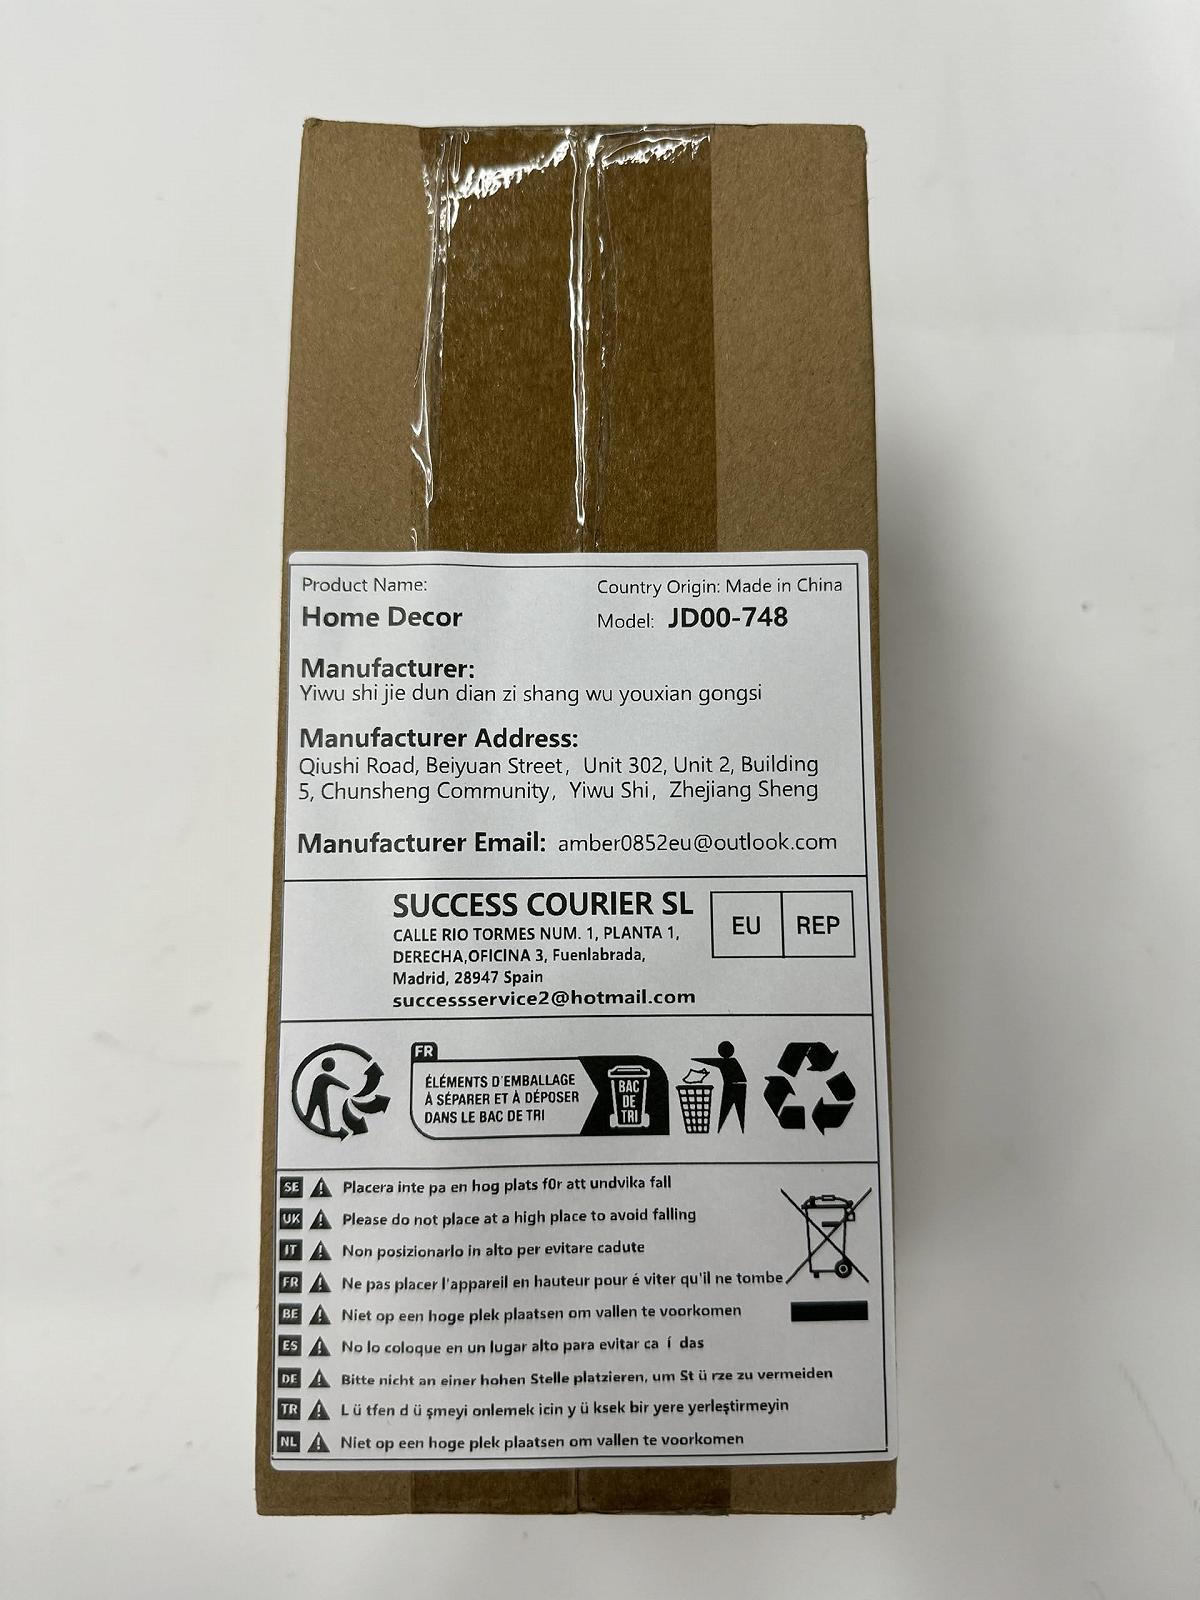 Product Name:
Country Origin: Made in China
Home Decor
Model: JD00-748
Manufacturer:
Yiwu shi jie dun dian zi shang wu youxian gongsi
Manufacturer Address:
Qiushi Road, Beiyuan Street, Unit 302, Unit 2, Building
5, Chunsheng Community, Yiwu Shi, Zhejiang Sheng
Manufacturer Email: amber0852eu@outlook.com
SUCCESS COURIER SL
CALLE RIO TORMES NUM. 1, PLANTA 1,
DERECHA,OFICINA 3, Fuenlabrada,
Madrid, 28947 Spain
successservice2@hotmail.com
EU REP
FR
ÉLÉMENTS D'EMBALLAGE
À SÉPARER ET À DÉPOSER
DANS LE BAC DE TRI
BAC
DE
TRI
SE Placera inte pa en hog plats f0r att undvika fall
UK Please do not place at a high place to avoid falling
IT Non posizionarlo in alto per evitare cadute
FR Ne pas placer l'appareil en hauteur pour é viter qu'il ne tombe
BE Niet op een hoge plek plaatsen om vallen te voorkomen
ES No lo coloque en un lugar alto para evitar ca í das
DE Bitte nicht an einer hohen Stelle platzieren, um St ü rze zu vermeiden
TR L ü tfen d ü şmeyi onlemek icin y ü ksek bir yere yerleştirmeyin
NL Niet op een hoge plek plaatsen om vallen te voorkomen